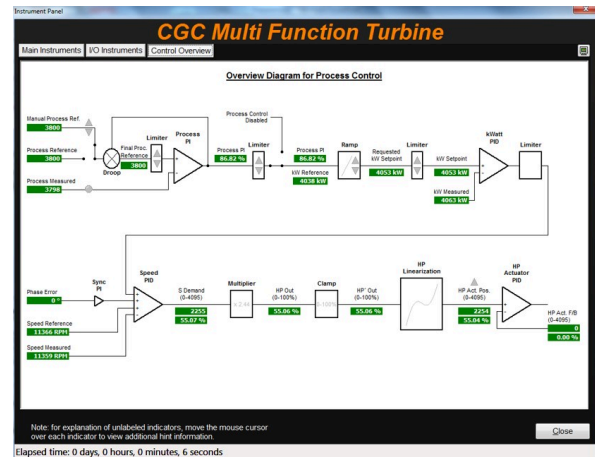 Instrument Panel
CGC Multi Function Turbine
Main Instruments
I/O Instruments
Control Overview
Overview Diagram for Process Control
Manual Process Ref.
3800
Process Reference
3800
Process Measured
3798
Droop
Final Proc.
Reference
3800
Limiter
Process
PI
Process PI
86.82 %
Limiter
Process Control
Disabled
Process PI
86.82 %
kW Reference
4038 kW
Ramp
Requested
kW Setpoint
4053 kW
Limiter
kW Setpoint
4053 kW
kW Measured
4063 kW
kWatt
PID
Limiter
Phase Error
0 °
Sync
PI
Speed Reference
11366 RPM
Speed Measured
11359 RPM
Speed
PID
S Demand
(0-4095)
2255
55.07 %
Multiplier
x 2.44
HP Out
(0-100%)
55.06 %
Clamp
0-100%
HP' Out
(0-100%)
55.06 %
HP
Linearization
HP Act. Pos.
(0-4095)
2254
55.04 %
HP
Actuator
PID
HP Act. F/B
(0-4095)
0
0.00 %
Note: for explanation of unlabeled indicators, move the mouse cursor
over each indicator to view additional hint information.
Close
Elapsed time: 0 days, 0 hours, 0 minutes, 6 seconds